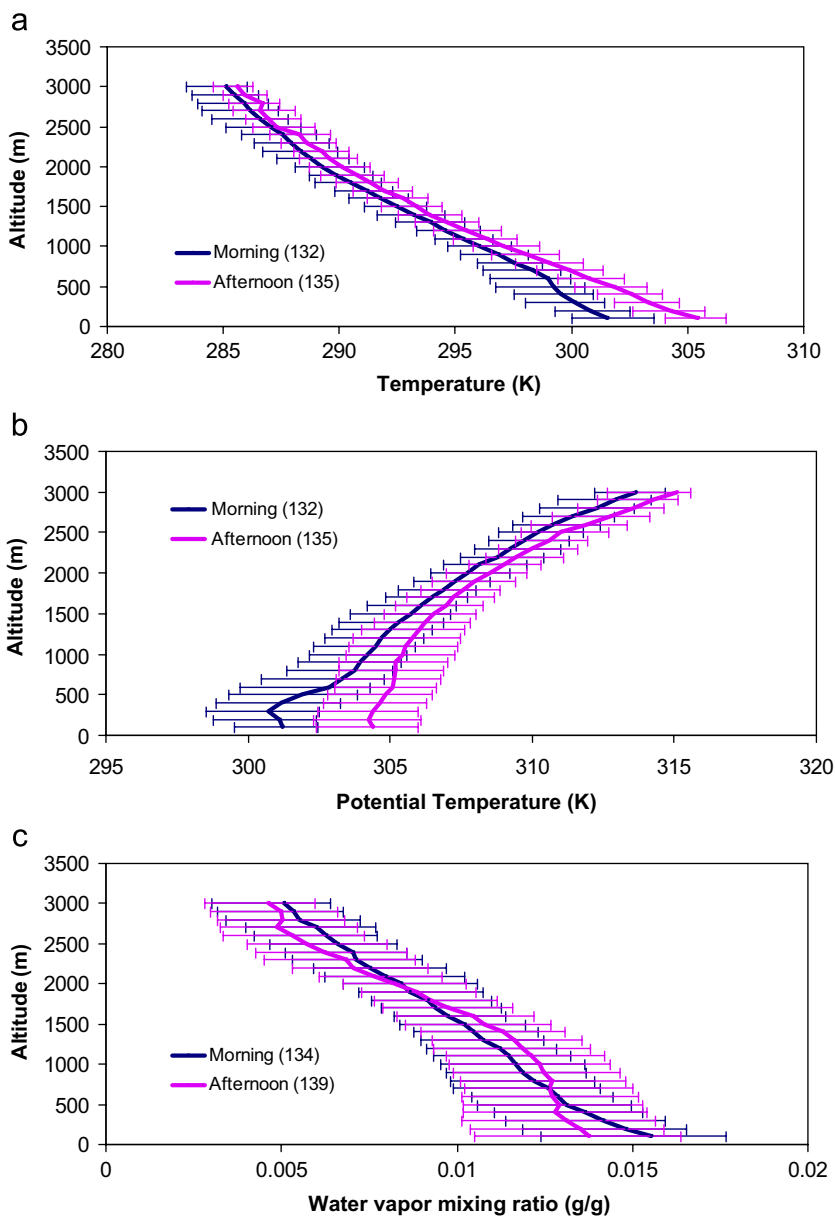 a
3500
3000
2500
2000
1500
1000
500
0
Altitude (m)
Morning (132)
Afternoon (135)
280 285 290 295 300 305 310
Temperature (K)
b
3500
3000
2500
2000
1500
1000
500
0
Altitude (m)
Morning (132)
Afternoon (135)
295 300 305 310 315 320
Potential Temperature (K)
c
3500
3000
2500
2000
1500
1000
500
0
Altitude (m)
Morning (134)
Afternoon (139)
0 0.005 0.01 0.015 0.02
Water vapor mixing ratio (g/g)